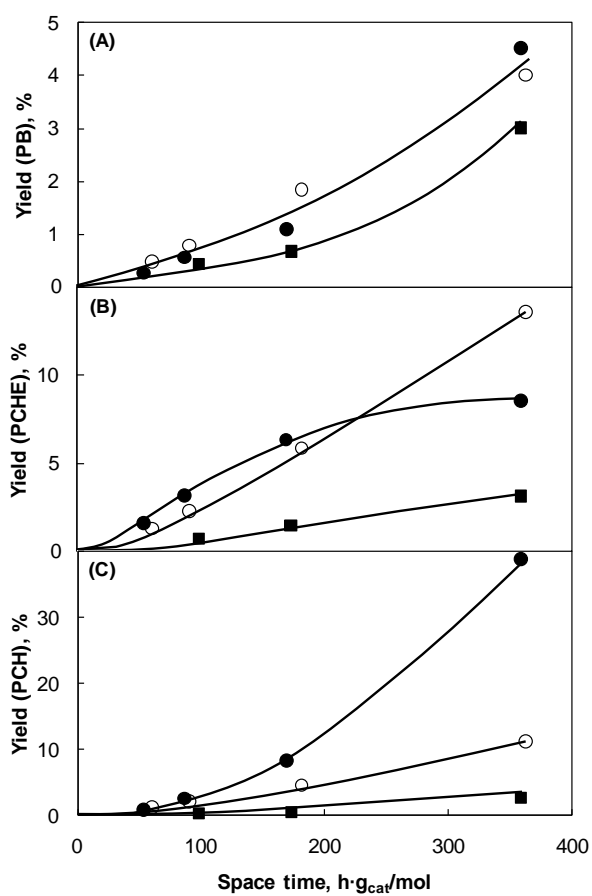 (A)
Yield (PB), %
5
4
3
2
1
0
(B)
Yield (PCHE), %
10
5
0
(C)
Yield (PCH), %
30
20
10
0
0 100 200 300 400
Space time, h·gcat/mol